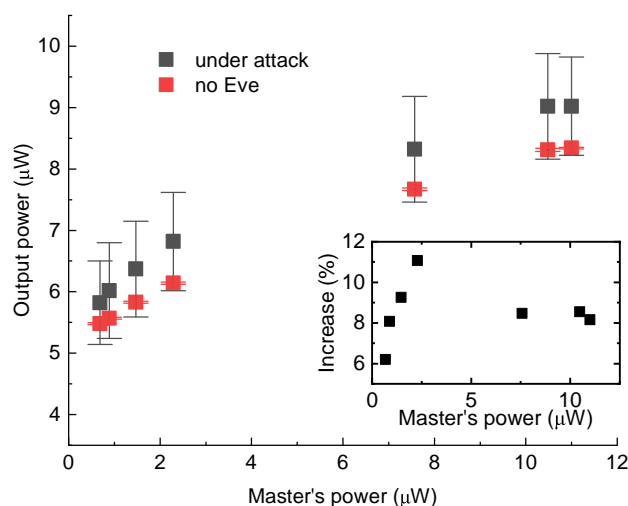 10
9
8
7
6
5
4
Output power (μW)
under attack
no Eve
12
10
8
6
Increase (%)
0 5 10
Master's power (μW)
0 2 4 6 8 10 12
Master's power (μW)